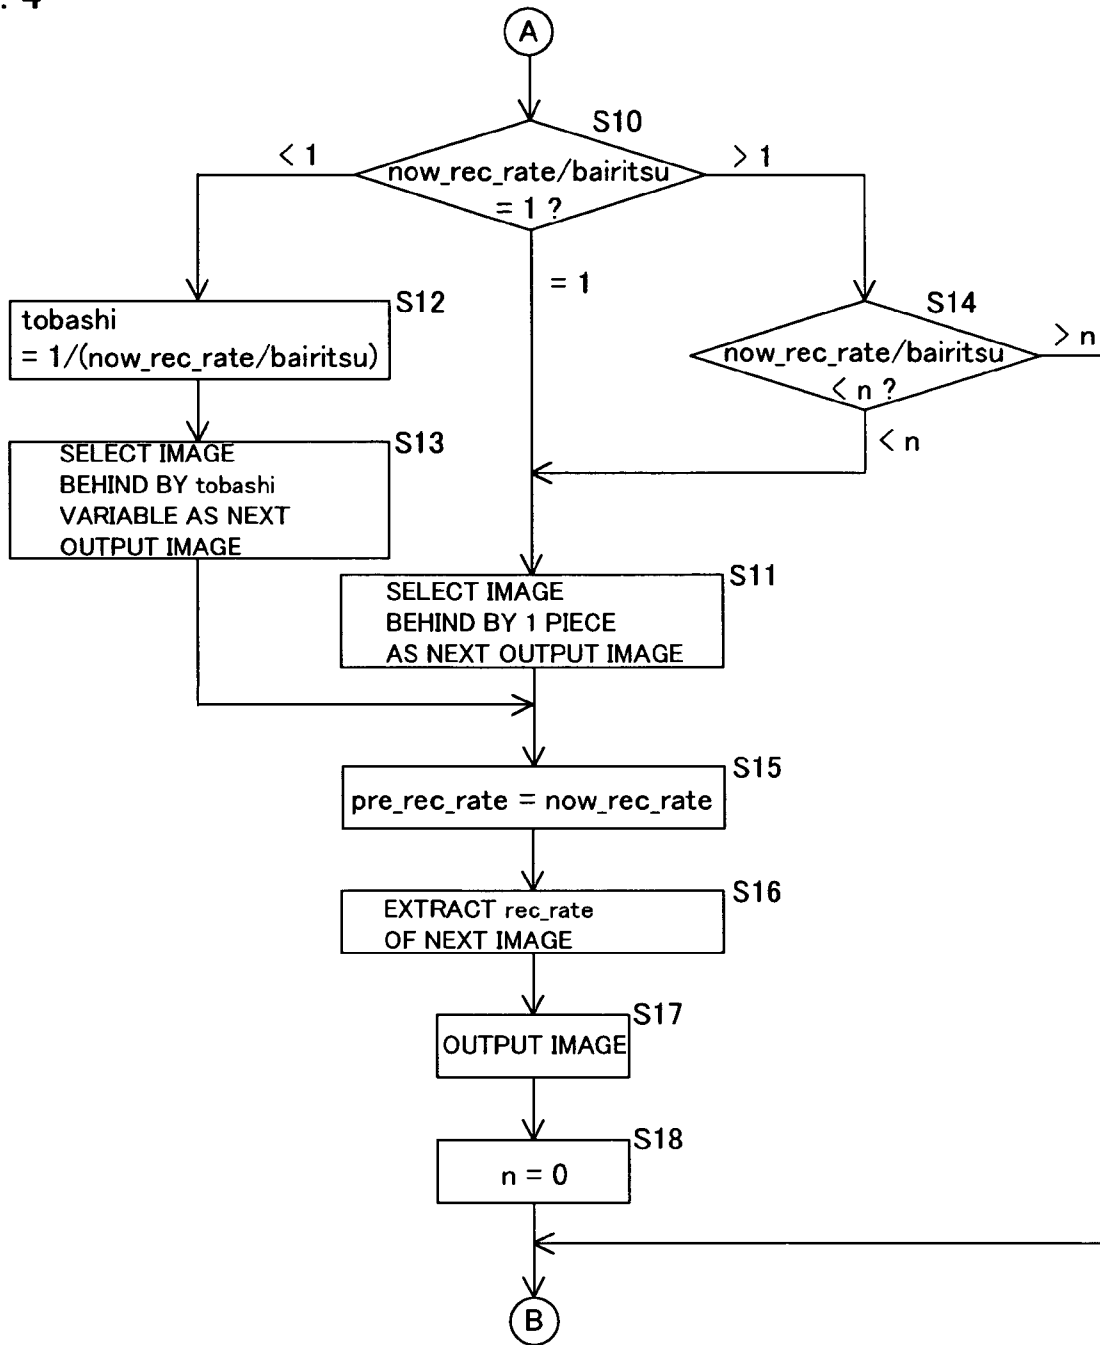 . 4
A
S10
< 1
now_rec_rate/bairitsu
= 1 ?
> 1
= 1
S12
tobashi
= 1/(now_rec_rate/bairitsu)
S14
now_rec_rate/bairitsu
< n ?
> n
< n
S13
SELECT IMAGE
BEHIND BY tobashi
VARIABLE AS NEXT
OUTPUT IMAGE
S11
SELECT IMAGE
BEHIND BY 1 PIECE
AS NEXT OUTPUT IMAGE
S15
pre_rec_rate = now_rec_rate
S16
EXTRACT rec_rate
OF NEXT IMAGE
S17
OUTPUT IMAGE
S18
n = 0
B